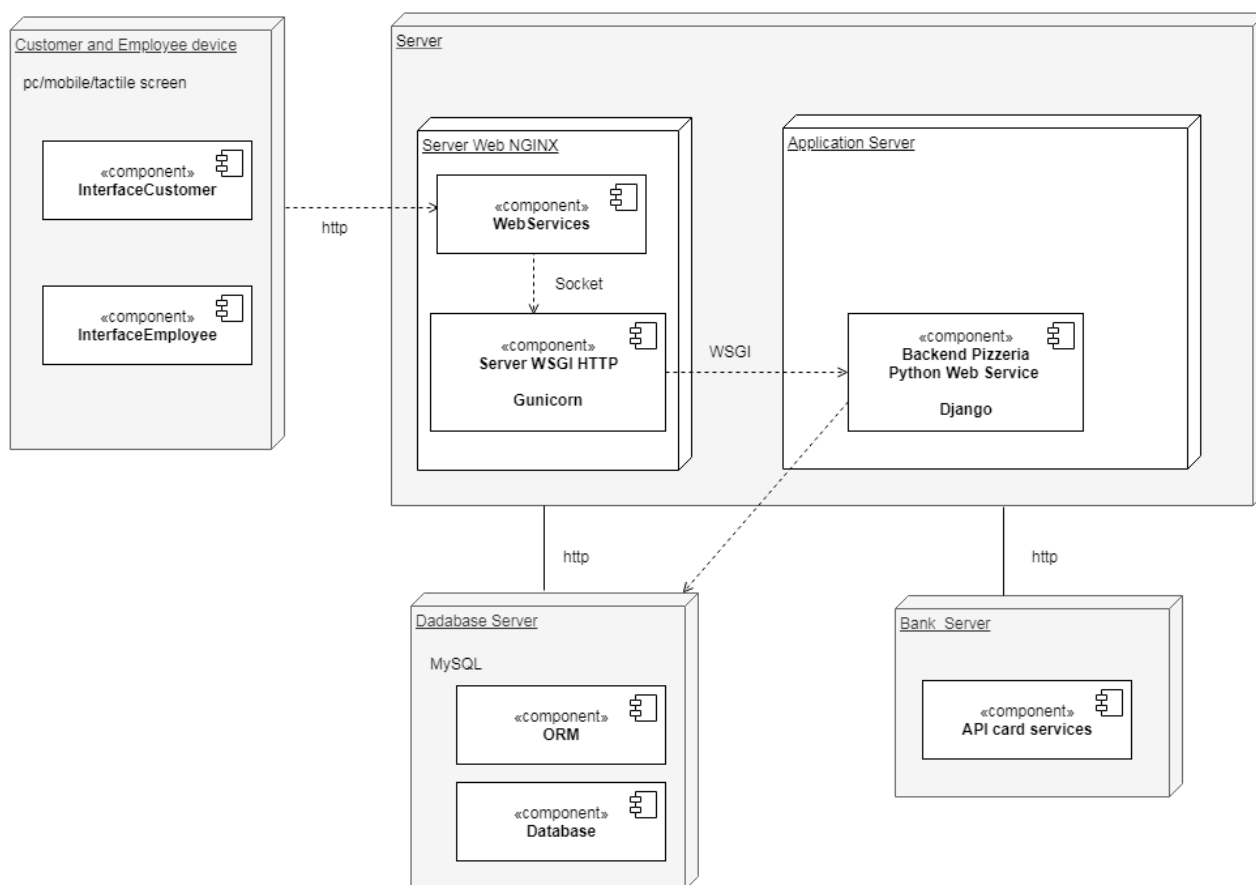 Customer and Employee device
pc/mobile/tactile screen
«component»
InterfaceCustomer
«component»
InterfaceEmployee
http
Server
Server Web NGINX
«component»
WebServices
Socket
«component»
Server WSGI HTTP
Gunicorn
WSGI
Application Server
«component»
Backend Pizzeria
Python Web Service
Django
http
http
Dadabase Server
MySQL
«component»
ORM
«component»
Database
Bank Server
«component»
API card services